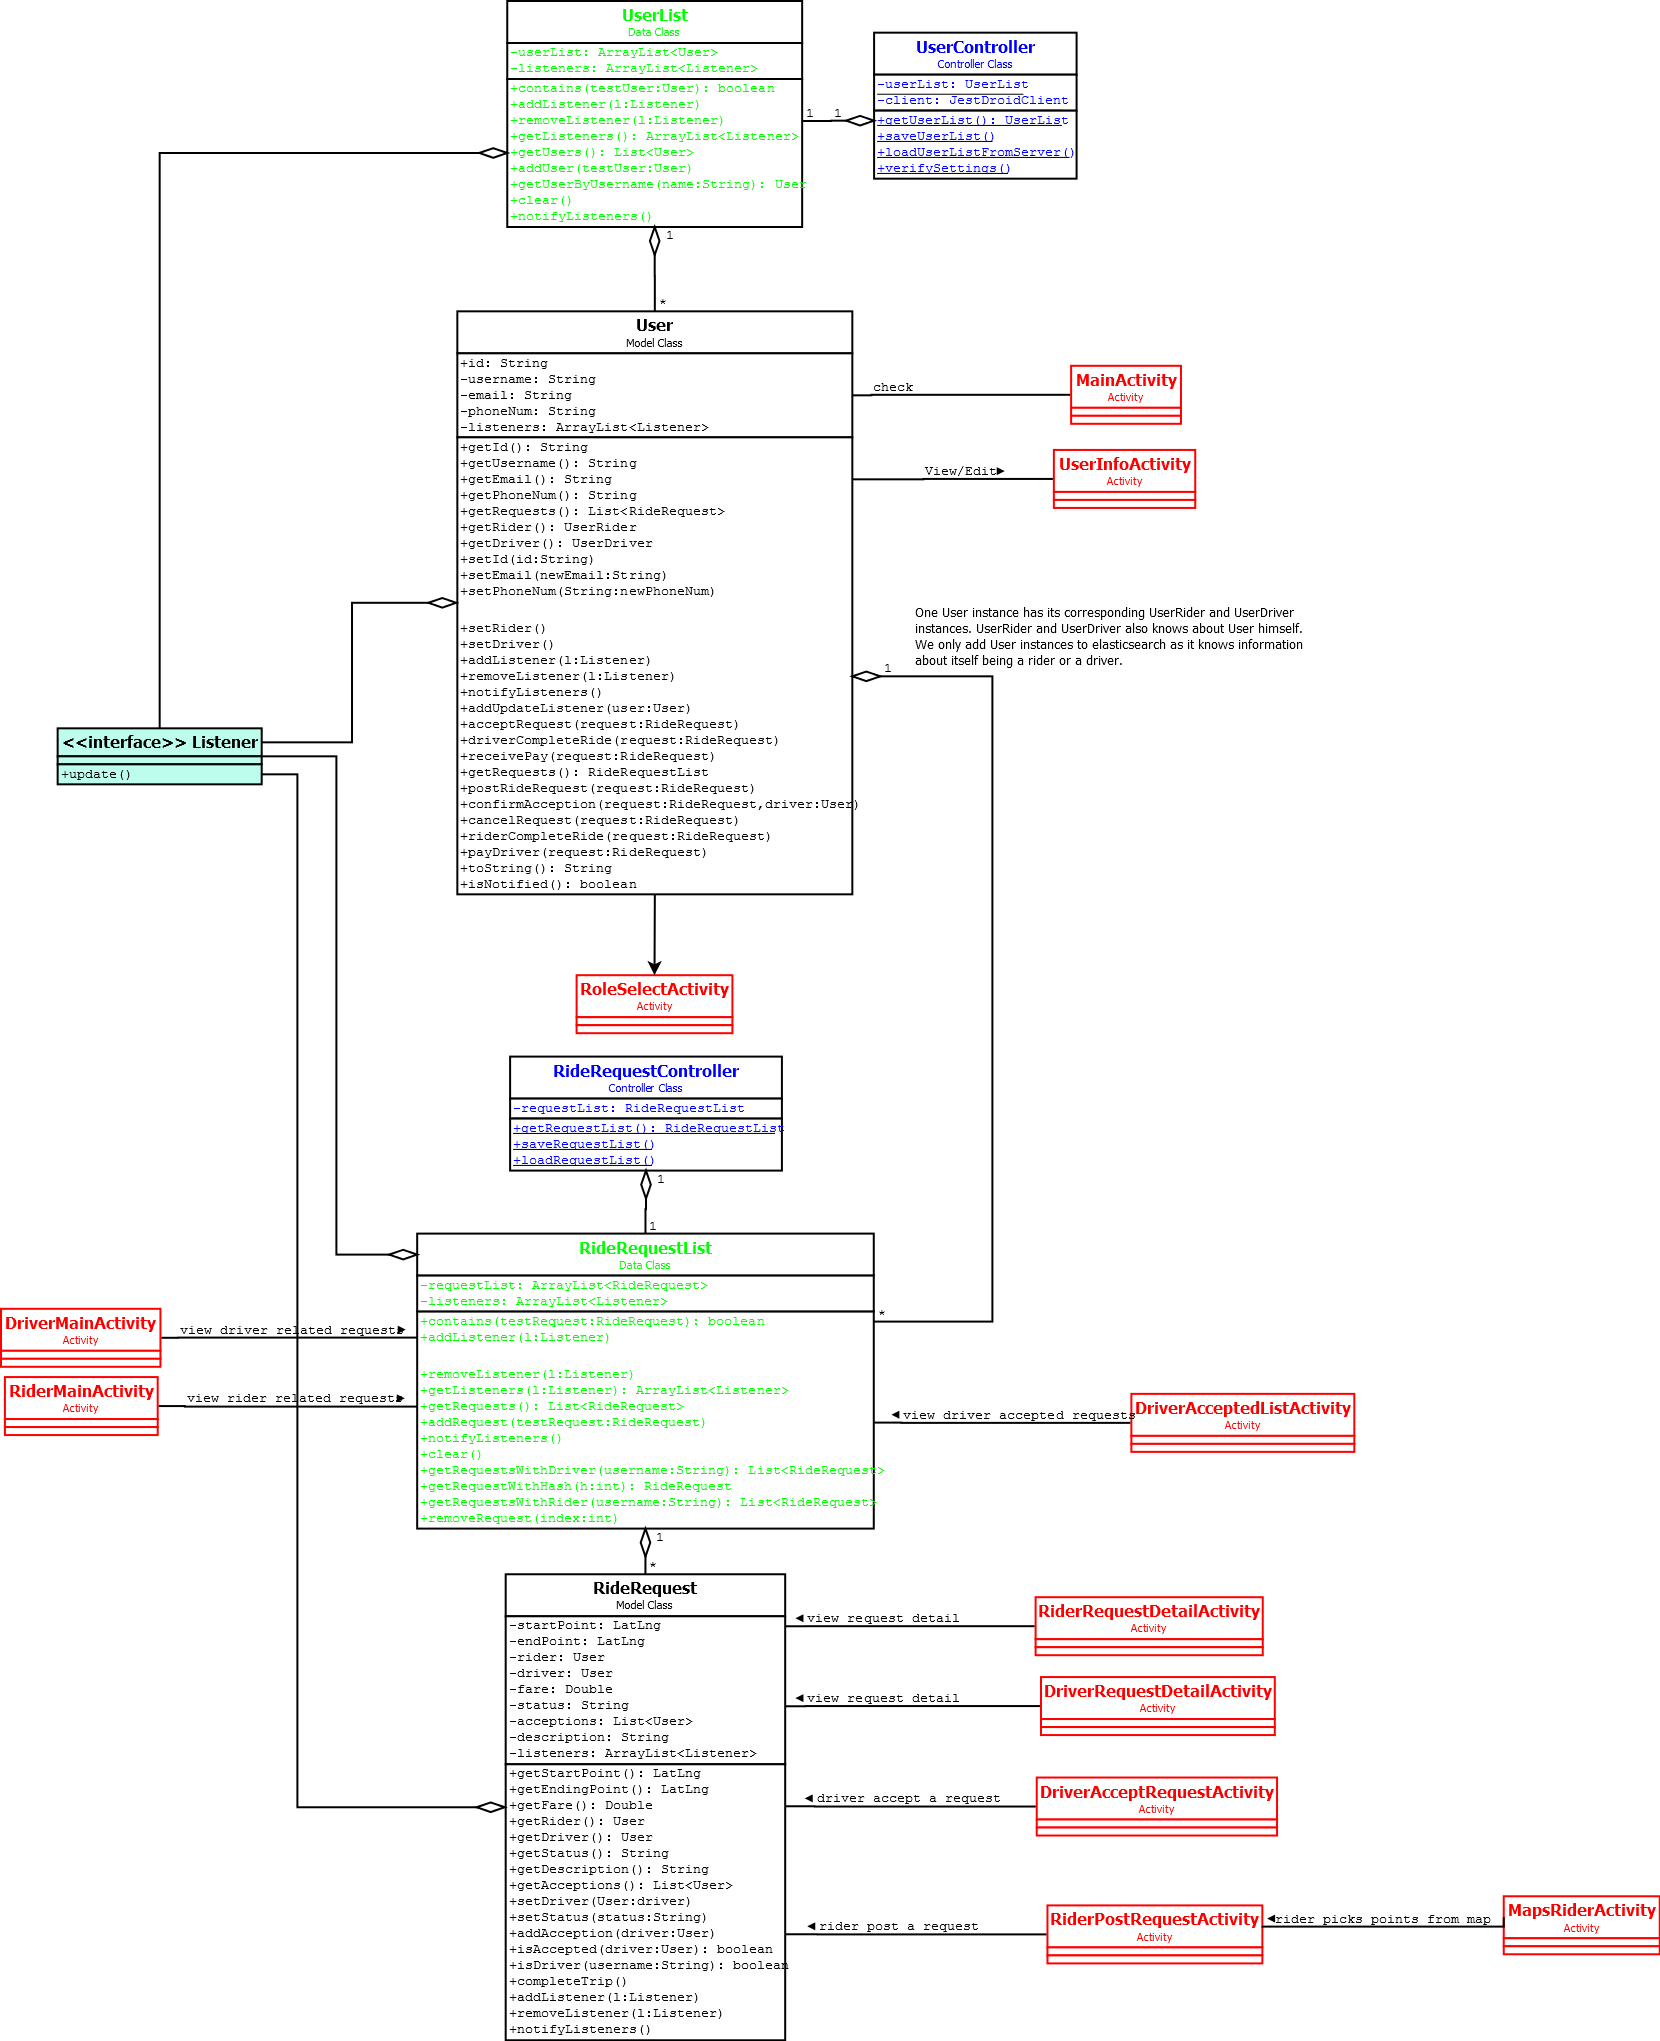 UserList
Data Class
-userList: ArrayList<User>
-listeners: ArrayList<Listener>
+contains(testUser:User): boolean
+addListener(l:Listener)
+removeListener(l:Listener)
+getListeners(): ArrayList<Listener>
+getUsers(): List<User>
+addUser(testUser:User)
+getUserByUsername(name:String): User
+clear()
+notifyListeners()
UserController
Controller Class
-userList: UserList
-client: JestDroidClient
+getUserList(): UserList
+saveUserList()
+loadUserListFromServer()
+verifySettings()
1 1
1
*
User
Model Class
+id: String
-username: String
-email: String
-phoneNum: String
-listeners: ArrayList<Listener>
+getId(): String
+getUsername(): String
+getEmail(): String
+getPhoneNum(): String
+getRequests(): List<RideRequest>
+getRider(): UserRider
+getDriver(): UserDriver
+setId(id:String)
+setEmail(newEmail:String)
+setPhoneNum(String:newPhoneNum)
+setRider()
+setDriver()
+addListener(l:Listener)
+removeListener(l:Listener)
+notifyListeners()
+addUpdateListener(user:User)
+acceptRequest(request:RideRequest)
+driverCompleteRide(request:RideRequest)
+receivePay(request:RideRequest)
+getRequests(): RideRequestList
+postRideRequest(request:RideRequest)
+confirmAcception(request:RideRequest,driver:User)
+cancelRequest(request:RideRequest)
+riderCompleteRide(request:RideRequest)
+payDriver(request:RideRequest)
+toString(): String
+isNotified(): boolean
check
MainActivity
Activity
View/Edit
UserInfoActivity
Activity
One User instance has its corresponding UserRider and UserDriver
instances. UserRider and UserDriver also knows about User himself.
We only add User instances to elasticsearch as it knows information
about itself being a rider or a driver.
1
<<interface>> Listener
+update()
RoleSelectActivity
Activity
RideRequestController
Controller Class
-requestList: RideRequestList
+getRequestList(): RideRequestList
+saveRequestList()
+loadRequestList()
1
1
RideRequestList
Data Class
-requestList: ArrayList<RideRequest>
-listeners: ArrayList<Listener>
+contains(testRequest:RideRequest): boolean
+addListener(l:Listener)
+removeListener(l:Listener)
+getListeners(l:Listener): ArrayList<Listener>
+getRequests(): List<RideRequest>
+addRequest(testRequest:RideRequest)
+notifyListeners()
+clear()
+getRequestsWithDriver(username:String): List<RideRequest>
+getRequestWithHash(h:int): RideRequest
+getRequestsWithRider(username:String): List<RideRequest>
+removeRequest(index:int)
*
DriverMainActivity
Activity
view driver related requests
RiderMainActivity
Activity
view rider related requests
view driver accepted requests
DriverAcceptedListActivity
Activity
1
*
RideRequest
Model Class
-startPoint: LatLng
-endPoint: LatLng
-rider: User
-driver: User
-fare: Double
-status: String
-acceptions: List<User>
-description: String
-listeners: ArrayList<Listener>
+getStartPoint(): LatLng
+getEndingPoint(): LatLng
+getFare(): Double
+getRider(): User
+getDriver(): User
+getStatus(): String
+getDescription(): String
+getAcceptions(): List<User>
+setDriver(User:driver)
+setStatus(status:String)
+addAcception(driver:User)
+isAccepted(driver:User): boolean
+isDriver(username:String): boolean
+completeTrip()
+addListener(l:Listener)
+removeListener(l:Listener)
+notifyListeners()
view request detail
RiderRequestDetailActivity
Activity
view request detail
DriverRequestDetailActivity
Activity
driver accept a request
DriverAcceptRequestActivity
Activity
rider post a request
RiderPostRequestActivity
Activity
rider picks points from map
MapsRiderActivity
Activity